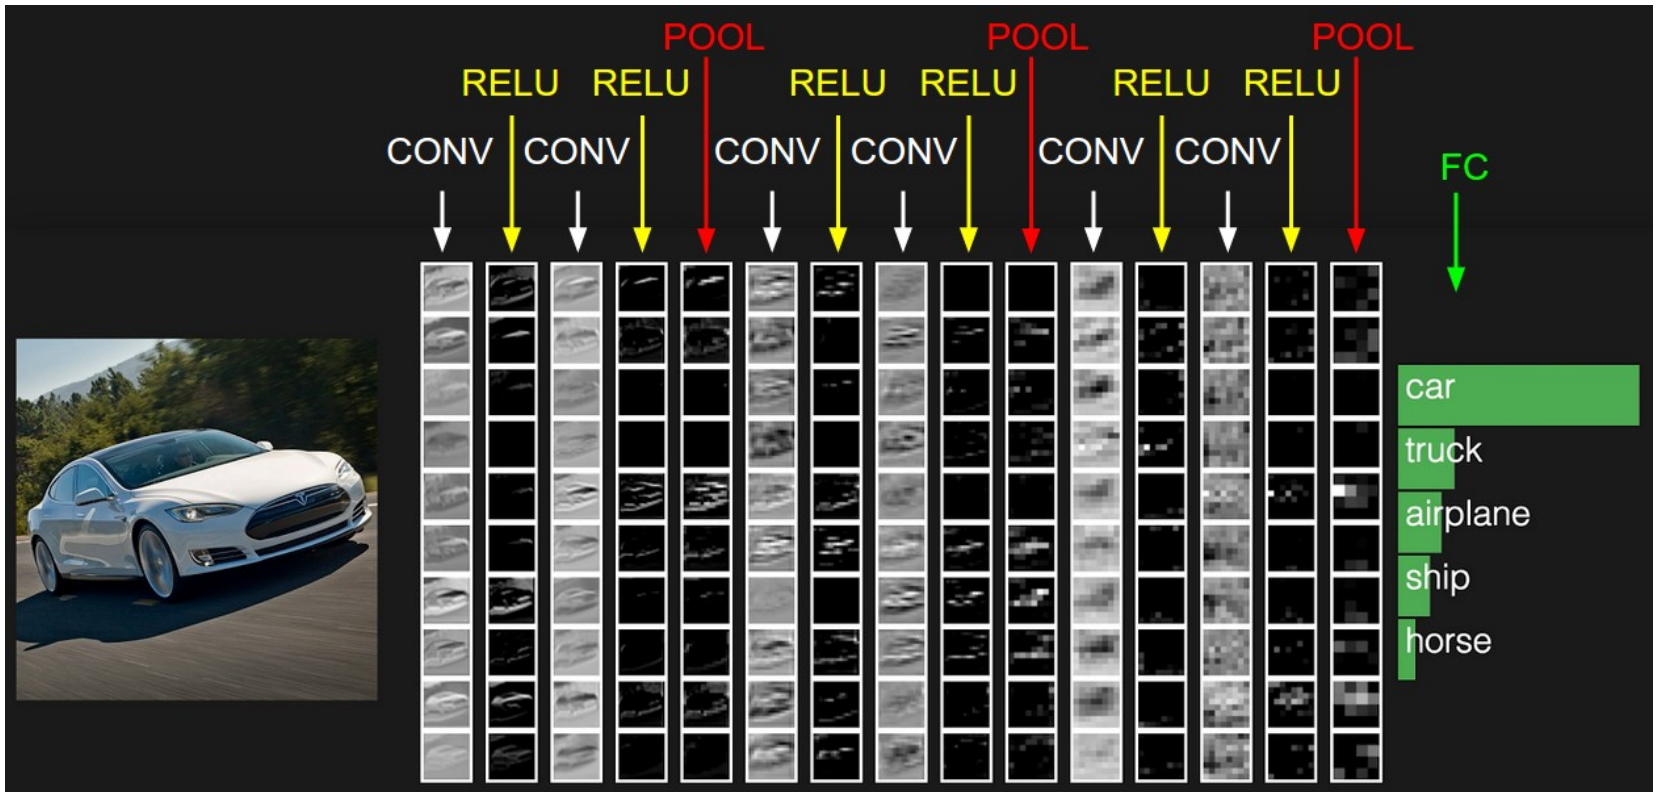 POOL POOL POOL
RELU RELU RELU RELU RELU RELU
CONV CONV CONV CONV CONV CONV
FC
car
truck
airplane
ship
horse